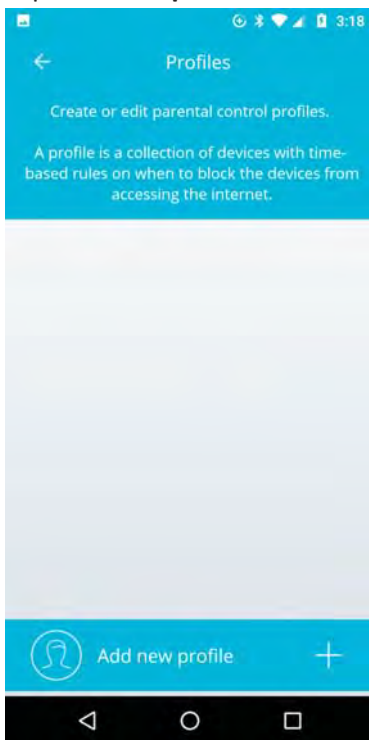 3:18
Profiles
Create or edit parental control profiles.
A profile is a collection of devices with time-
based rules on when to block the devices from
accessing the internet.
Add new profile